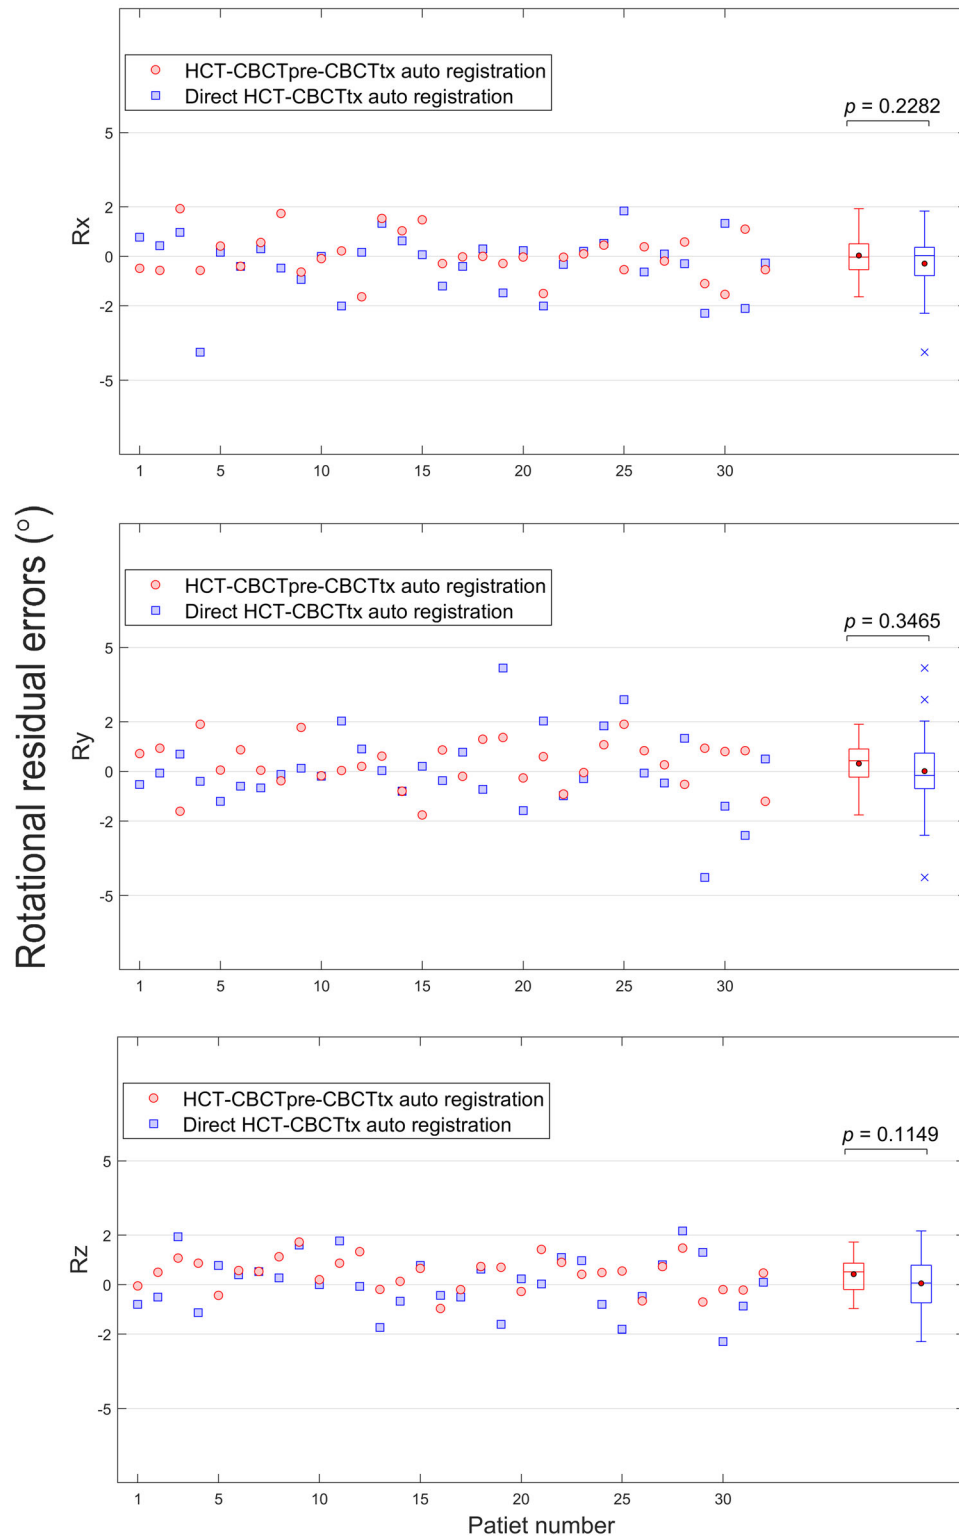 Rotational residual errors (°)
HCT-CBCTpre-CBCTtx auto registration
Direct HCT-CBCTtx auto registration
p = 0.2282
Rx
5
2
0
-2
-5
1 5 10 15 20 25 30
HCT-CBCTpre-CBCTtx auto registration
Direct HCT-CBCTtx auto registration
p = 0.3465
Ry
5
2
0
-2
-5
1 5 10 15 20 25 30
HCT-CBCTpre-CBCTtx auto registration
Direct HCT-CBCTtx auto registration
p = 0.1149
Rz
5
2
0
-2
-5
1 5 10 15 20 25 30
Patiet number